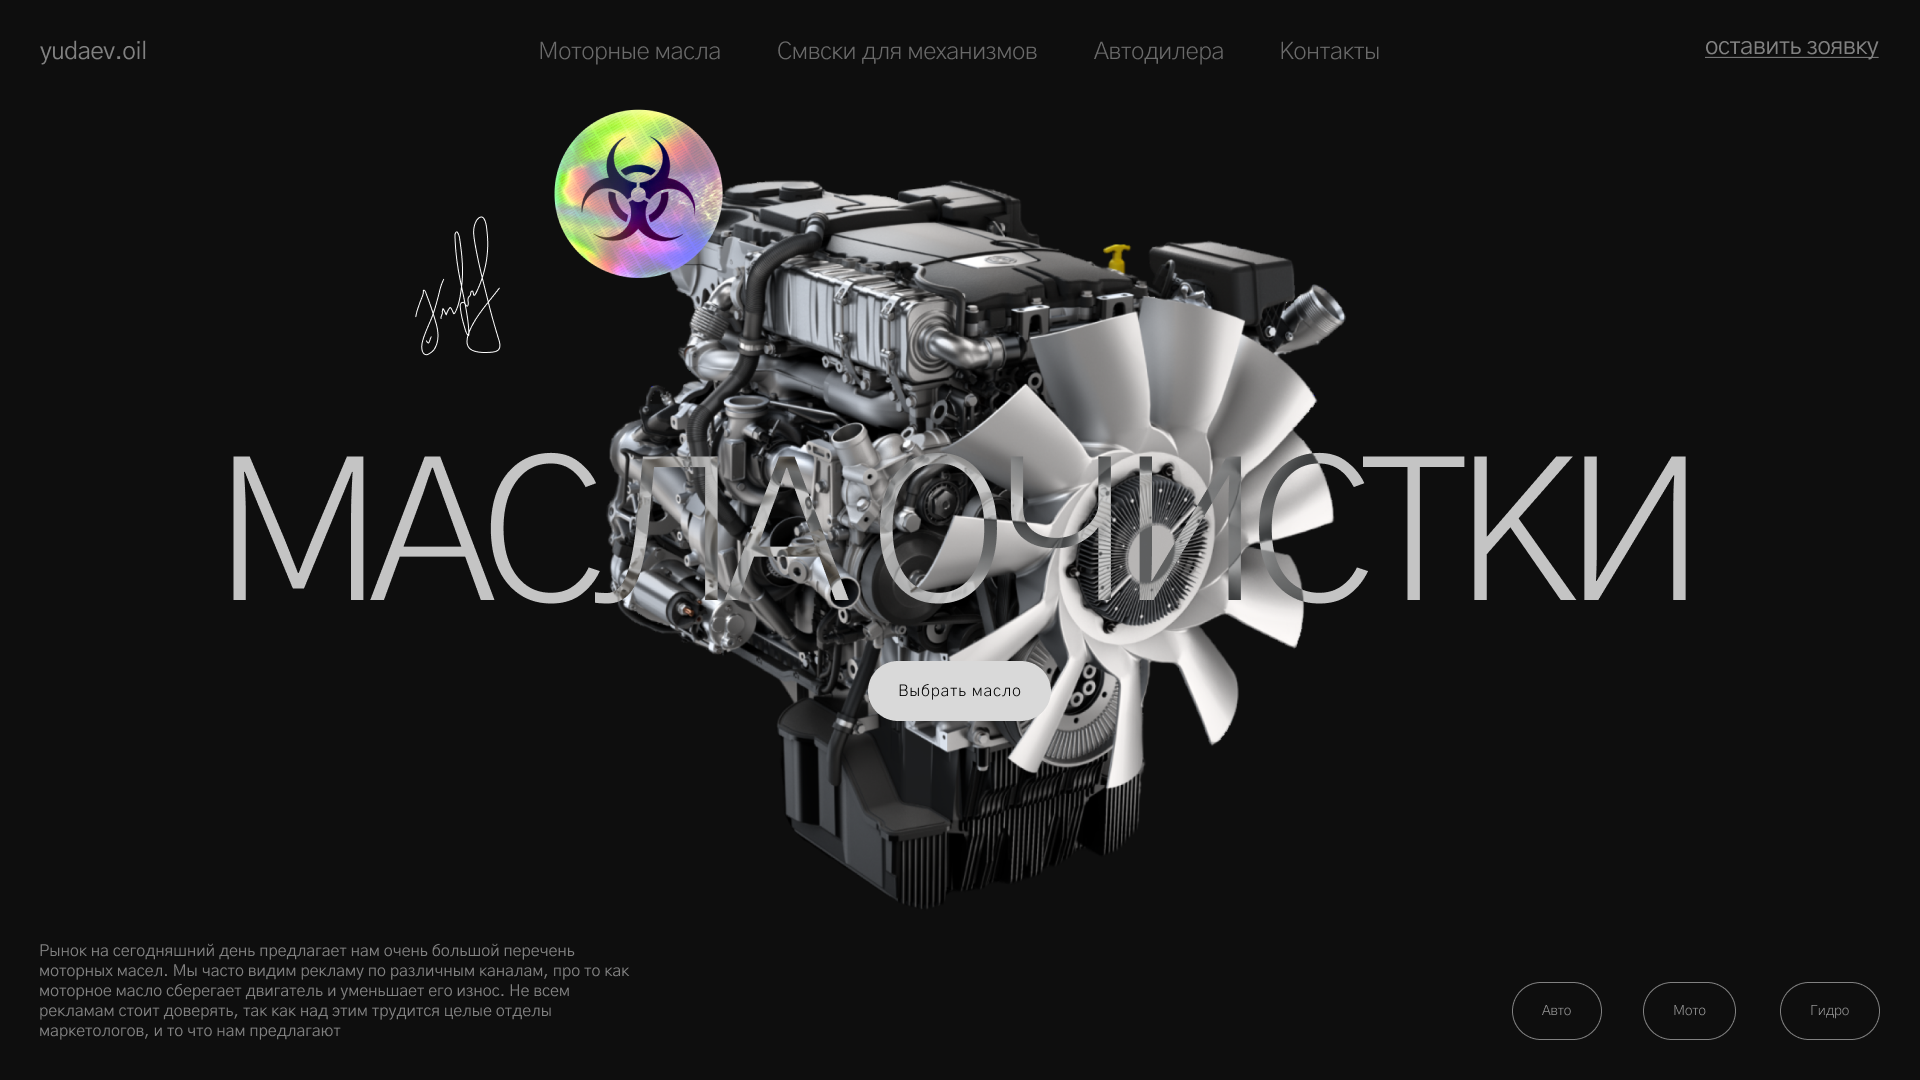 yudaev.oil
Моторные масла
Смвски для механизмов
Автодилера
Контакты
оставить зоявку
МАСЛА ОЧИСТКИ
Выбрать масло
Рынок на сегодняшний день предлагает нам очень большой перечень
моторных масел. Мы часто видим рекламу по различным каналам, про то как
моторное масло сберегает двигатель и уменьшает его износ. Не всем
рекламам стоит доверять, так как над этим трудится целые отделы
маркетологов, и то что нам предлагают
Авто
Мото
Гидро